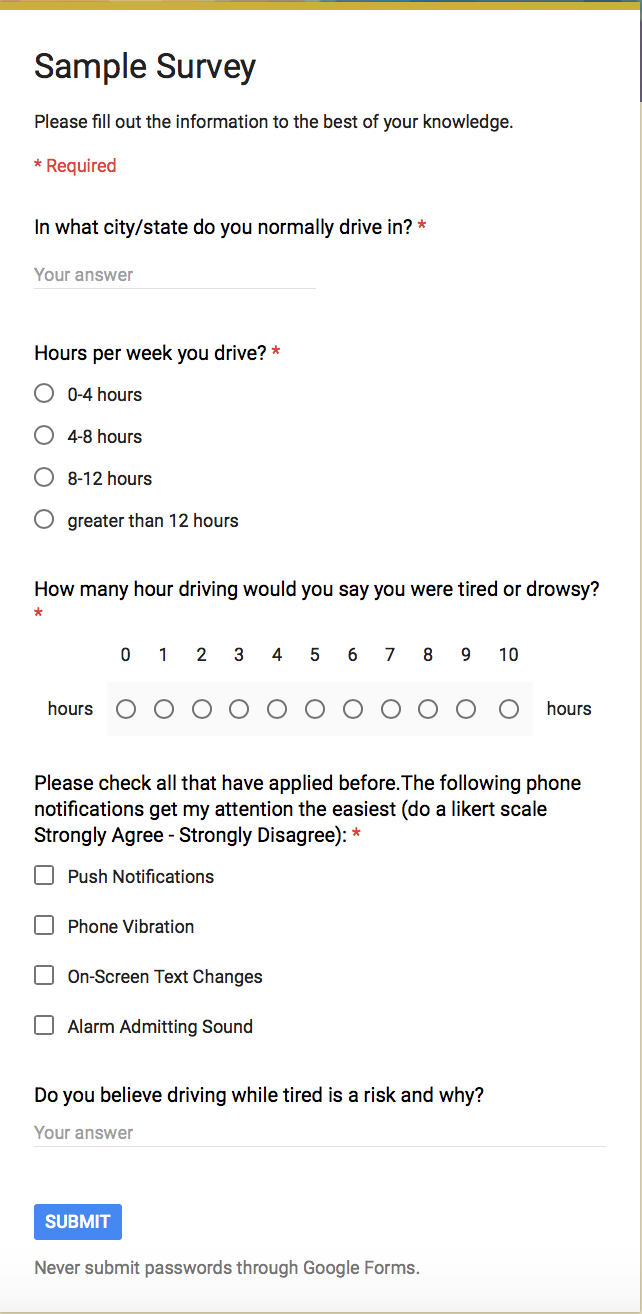 Sample Survey
Please fill out the information to the best of your knowledge.
* Required
In what city/state do you normally drive in? *
Your answer
Hours per week you drive? *
0-4 hours
4-8 hours
8-12 hours
greater than 12 hours
How many hour driving would you say you were tired or drowsy?
*
0 1 2 3 4 5 6 7 8 9 10
hours hours
Please check all that have applied before.The following phone
notifications get my attention the easiest (do a likert scale
Strongly Agree - Strongly Disagree): *
Push Notifications
Phone Vibration
On-Screen Text Changes
Alarm Admitting Sound
Do you believe driving while tired is a risk and why?
Your answer
SUBMIT
Never submit passwords through Google Forms.